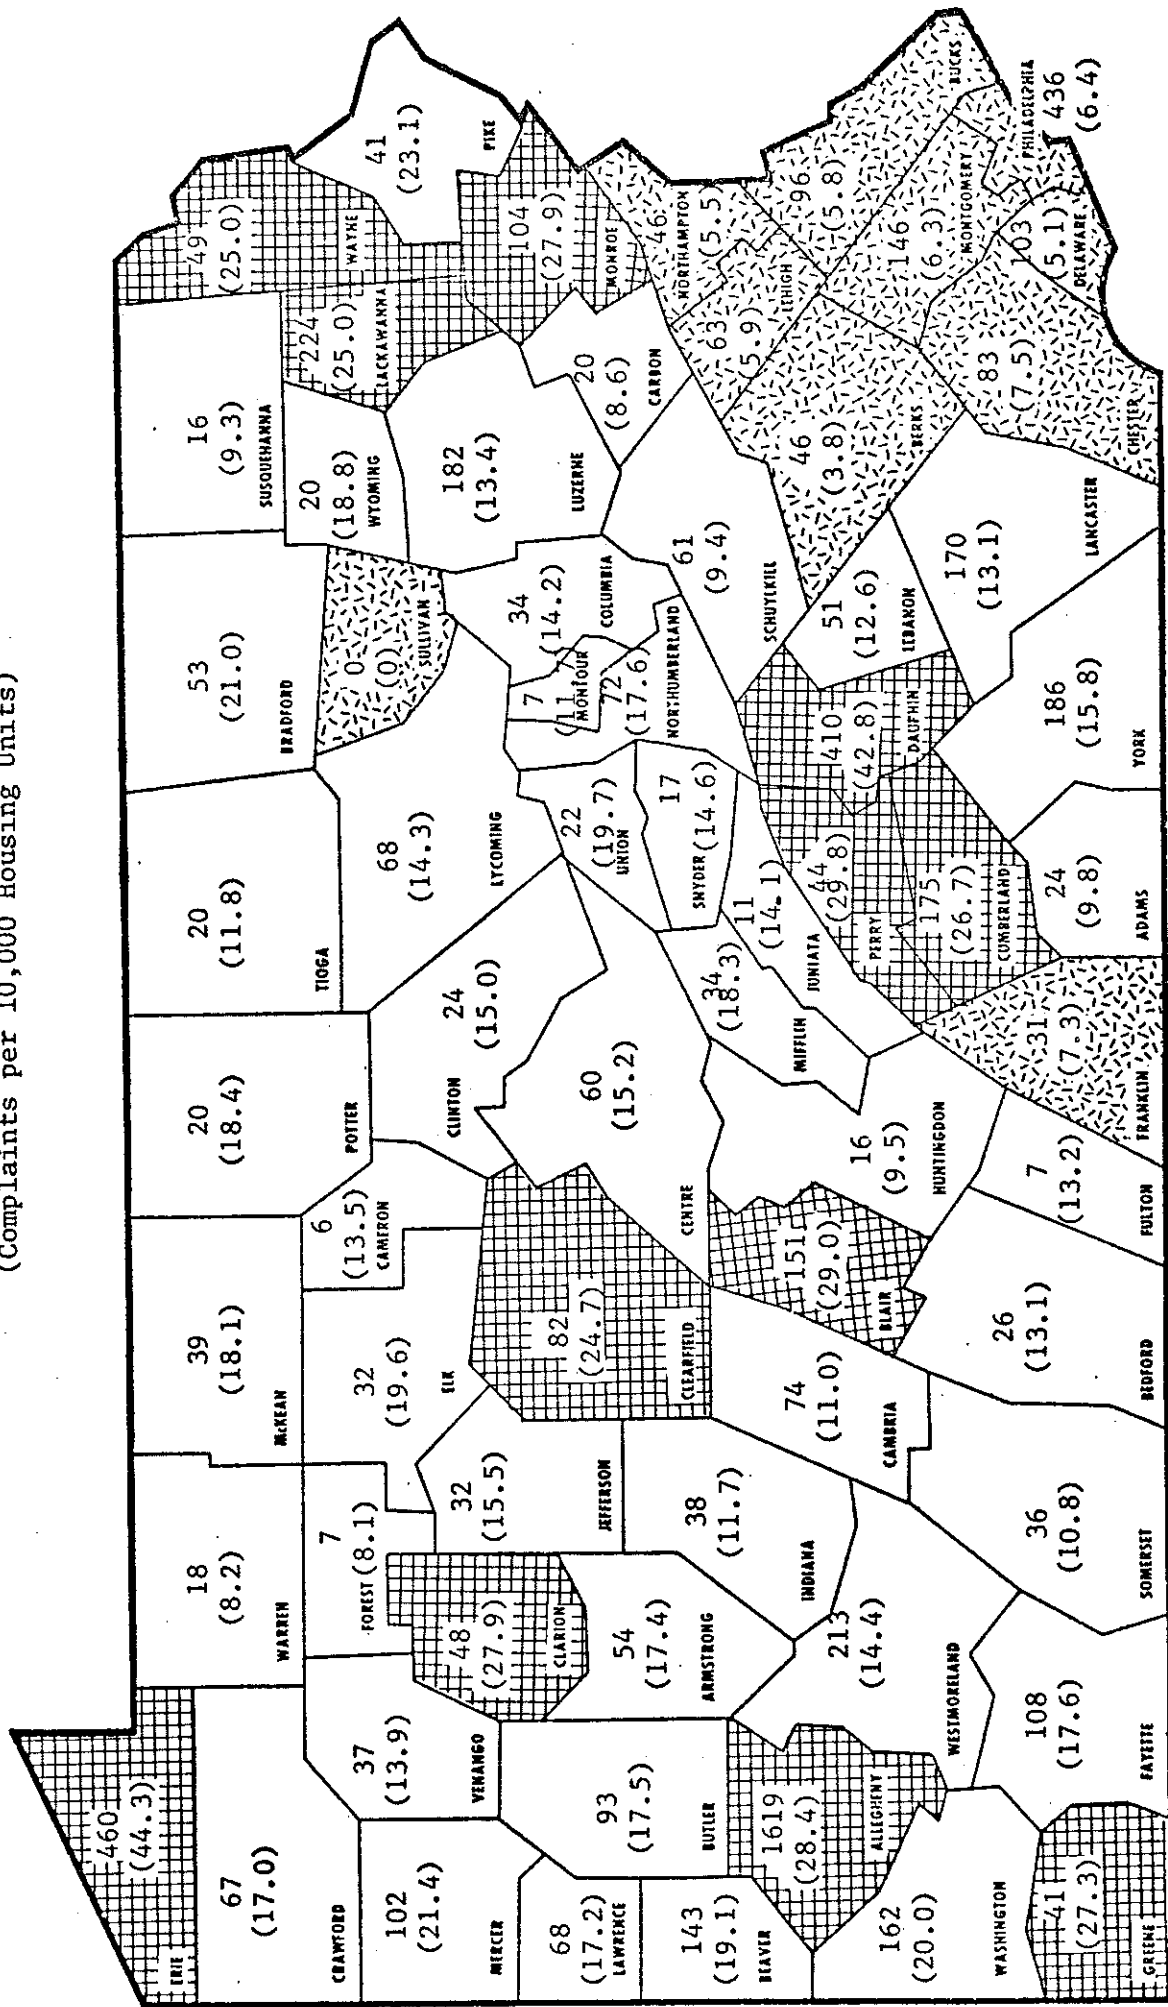 (Complaints per 10,000 Housing Units)
460
(44.3)
ERIE
67
(17.0)
CRAWFORD
18
(8.2)
WARREN
39
(18.1)
McKEAN
20
(18.4)
POTTER
20
(11.8)
TIOGA
53
(21.0)
BRADFORD
16
(9.3)
SUSQUEHANNA
49
(25.0)
WAYNE
224
(25.0)
LACKAWANNA
20
(18.8)
WYOMING
0
(0)
SULLIVAN
41
(23.1)
PIKE
102
(21.4)
MERCER
37
(13.9)
VENANGO
7
FOREST (8.1)
32
(19.6)
ELK
6
(13.5)
CAMERON
24
(15.0)
CLINTON
68
(14.3)
LYCOMING
182
(13.4)
LUZERNE
104
(27.9)
MONROE
48
(27.9)
CLARION
32
(15.5)
JEFFERSON
82
(24.7)
CLEARFIELD
60
(15.2)
CENTRE
22
(19.7)
UNION
7
(11.7)
MONTOUR
34
(14.2)
COLUMBIA
20
(8.6)
CARBON
68
(17.2)
LAWRENCE
93
(17.5)
BUTLER
54
(17.4)
ARMSTRONG
38
(11.7)
INDIANA
17
SNYDER (14.6)
72
(17.6)
NORTHUMBERLAND
61
(9.4)
SCHUYLKILL
46
NORTHAMPTON
(5.5)
63
(5.9)
LEHIGH
143
(19.1)
BEAVER
1619
(28.4)
ALLEGHENY
213
(14.4)
WESTMORELAND
74
(11.0)
CAMBRIA
151
(29.0)
BLAIR
16
(9.5)
HUNTINGDON
34
(18.3)
MIFFLIN
11
(14.1)
JUNIATA
44
(29.8)
PERRY
410
(42.8)
DAUPHIN
51
(12.6)
LEBANON
46
(3.8)
BERKS
96
(5.8)
BUCKS
146
(6.3)
MONTGOMERY
162
(20.0)
WASHINGTON
41
(27.3)
GREENE
108
(17.6)
FAYETTE
36
(10.8)
SOMERSET
26
(13.1)
BEDFORD
7
(13.2)
FULTON
31
(7.3)
FRANKLIN
175
(26.7)
CUMBERLAND
24
(9.8)
ADAMS
186
(15.8)
YORK
170
(13.1)
LANCASTER
83
(7.5)
CHESTER
103
(5.1)
DELAWARE
PHILADELPHIA
436
(6.4)